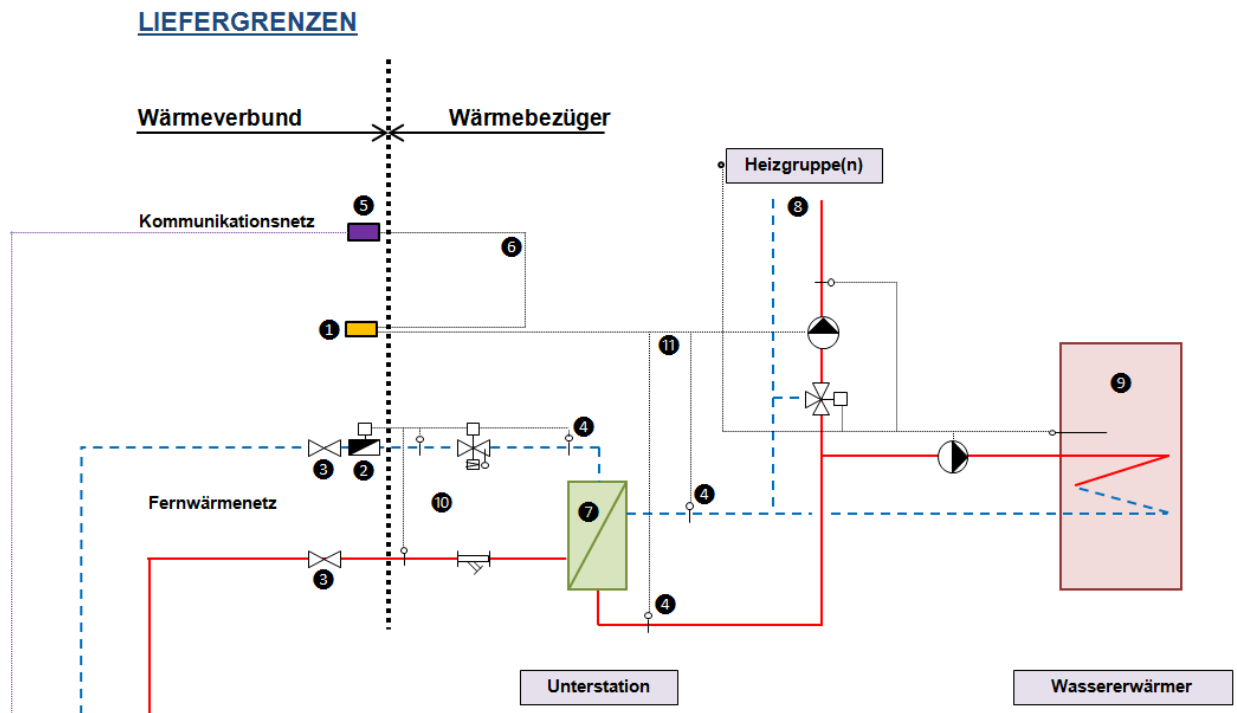 LIEFERGRENZEN
Wärmeverbund
Wärmebezüger
Heizgruppe(n)
5
8
Kommunikationsnetz
6
1
11
9
4
3
2
4
Fernwärmenetz
10
7
3
4
Unterstation
Wassererwärmer